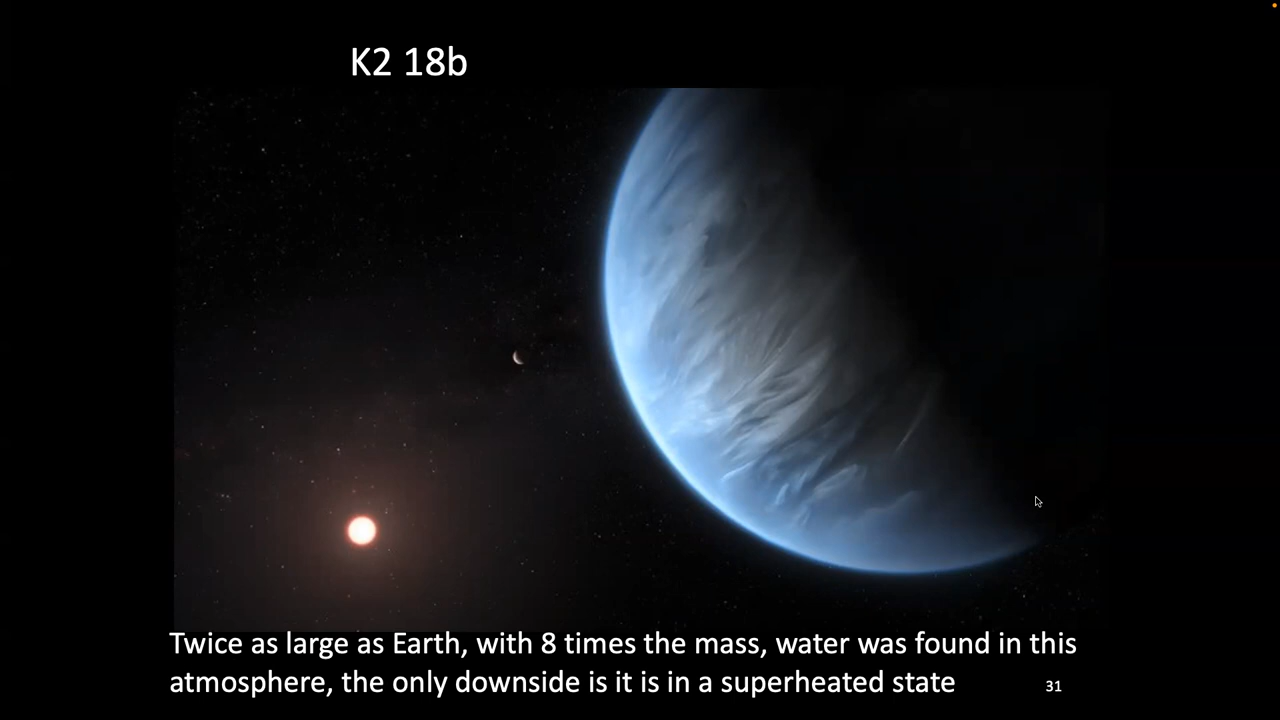 K2 18b
Twice as large as Earth, with 8 times the mass, water was found in this
atmosphere, the only downside is it is in a superheated state
31